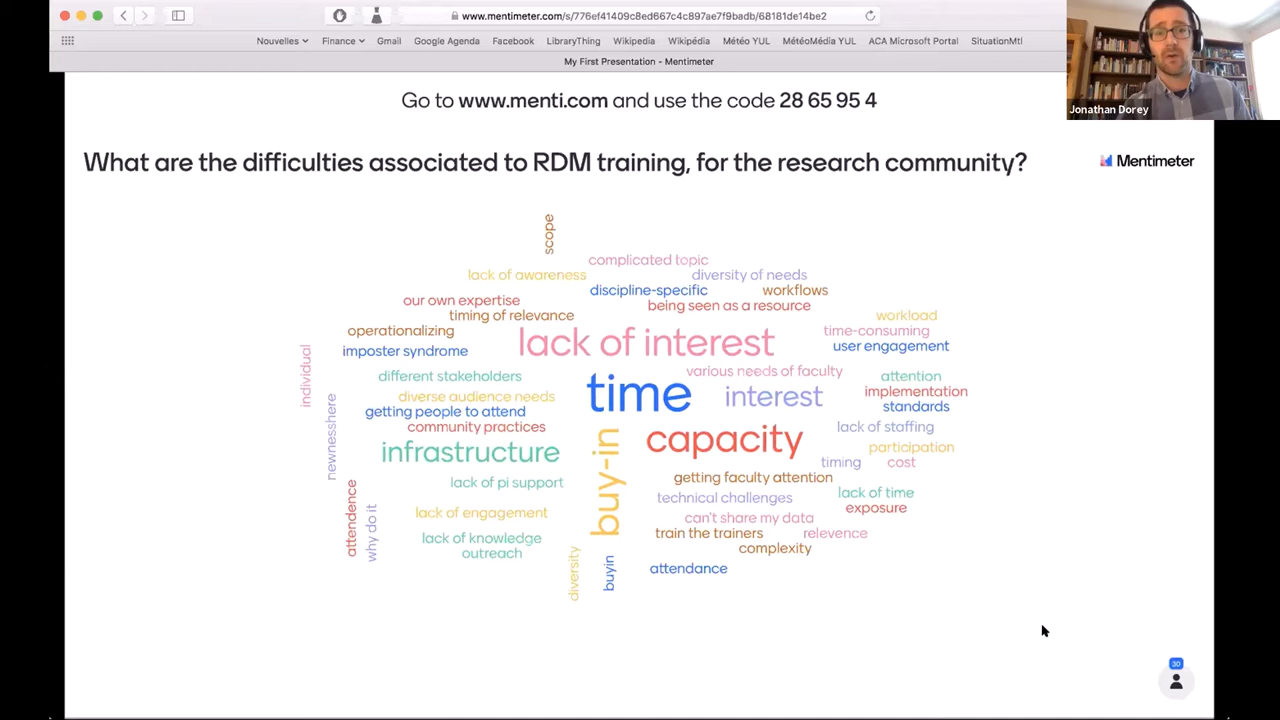 www.mentimeter.com/s/776ef41409c8ed667c4c897ae7f9badb/68181de14be2
Nouvelles Finance Gmail Google Agenda Facebook LibraryThing Wikipedia Wikipédia Météo YUL MétéoMédia YUL ACA Microsoft Portal SituationMtl
My First Presentation - Mentimeter
Jonathan Dorey
Go to www.menti.com and use the code 28 65 95 4
What are the difficulties associated to RDM training, for the research community?
Mentimeter
scope
complicated topic
lack of awareness
diversity of needs
discipline-specific
workflows
our own expertise
being seen as a resource
timing of relevance
workload
operationalizing
time-consuming
lack of interest
user engagement
imposter syndrome
individual
various needs of faculty
different stakeholders
attention
time
interest
implementation
diverse audience needs
standards
getting people to attend
community practices
lack of staffing
newnesshere
capacity
participation
infrastructure
timing
cost
buy-in
getting faculty attention
lack of pi support
technical challenges
lack of time
exposure
attendence
why do it
lack of engagement
can't share my data
train the trainers
relevence
lack of knowledge
complexity
outreach
diversity
buyin
attendance
30